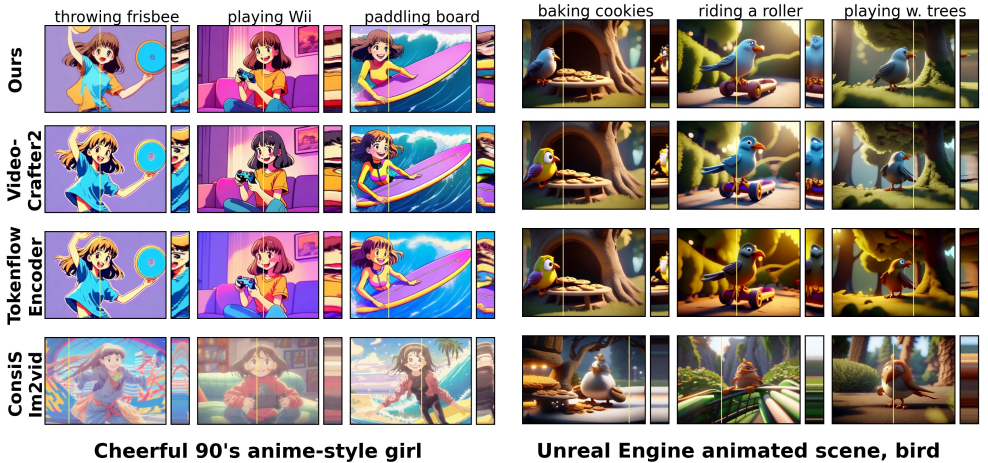 throwing frisbee playing Wii paddling board baking cookies riding a roller playing w. trees
Ours
Video-
Crafter2
Tokenflow
Encoder
ConsiS
Im2vid
Cheerful 90's anime-style girl
Unreal Engine animated scene, bird